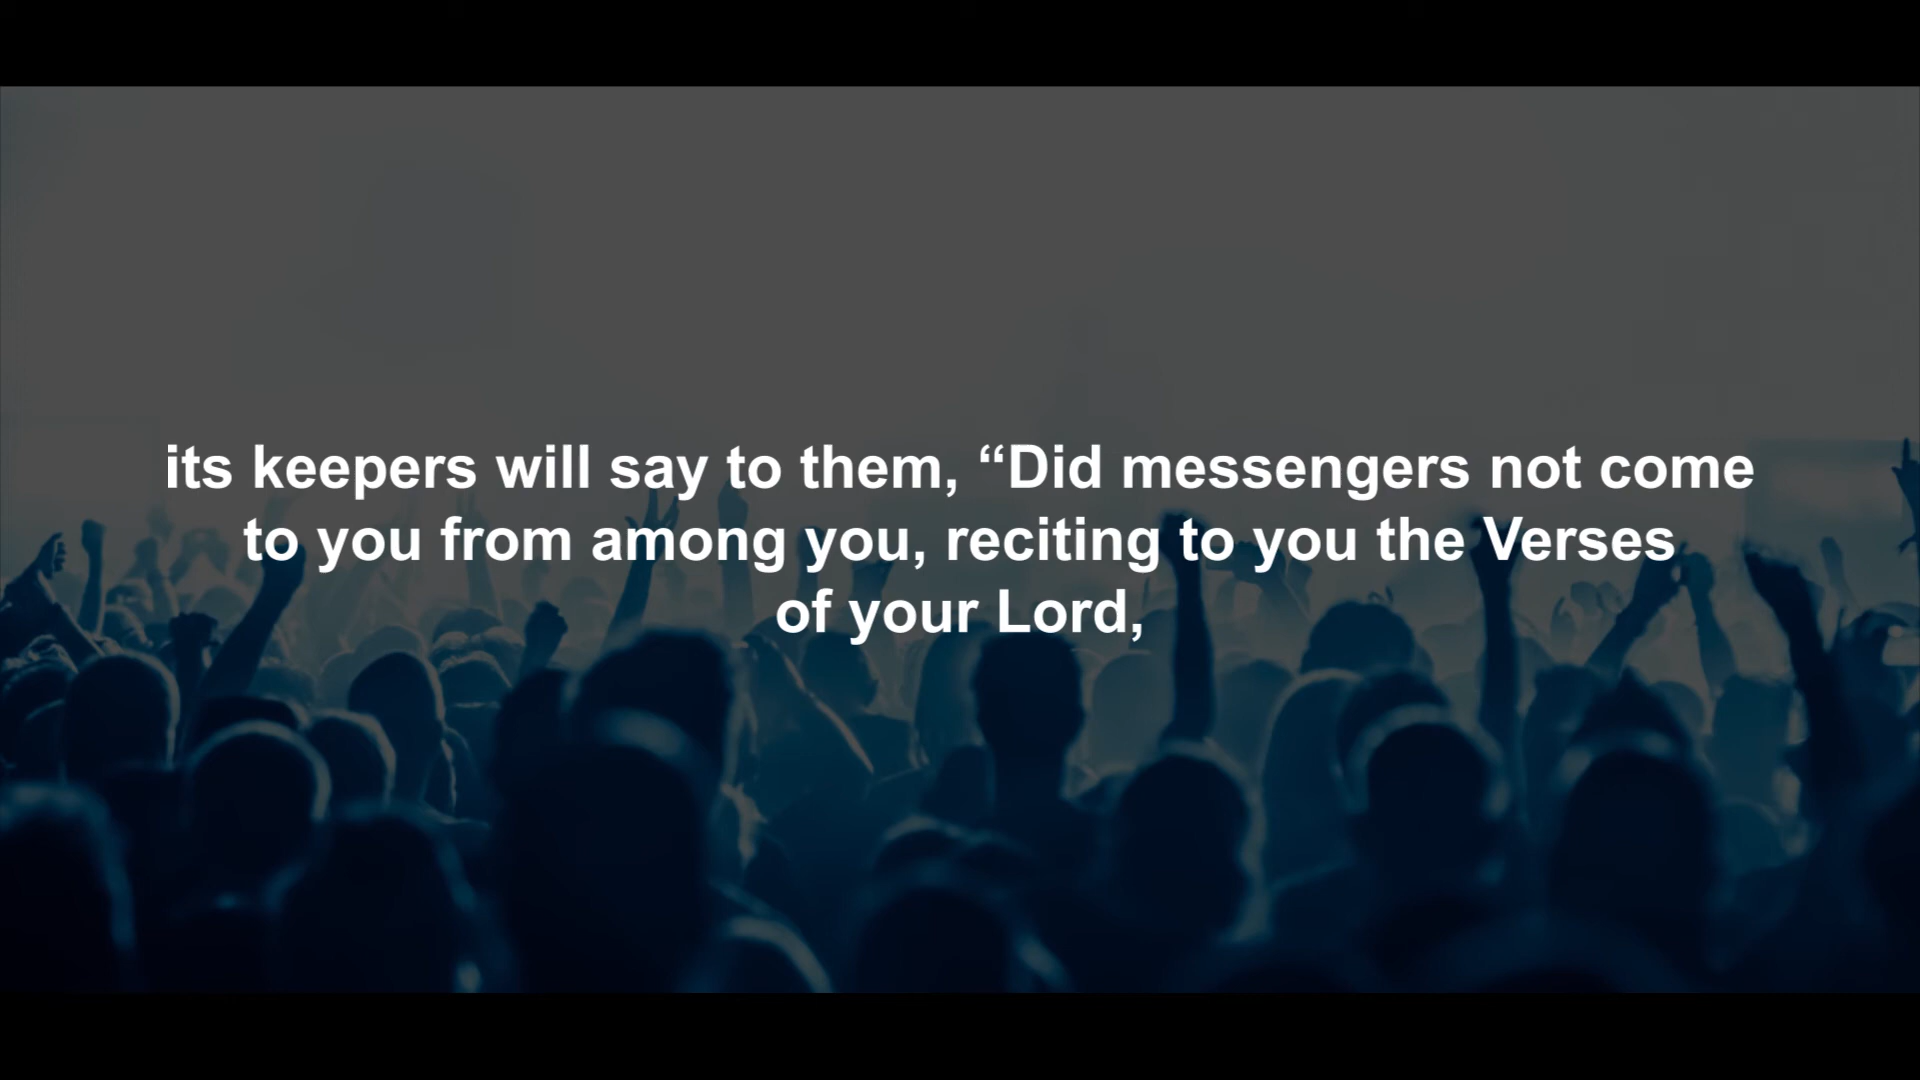 its keepers will say to them, “Did messengers not come
to you from among you, reciting to you the Verses
of your Lord,